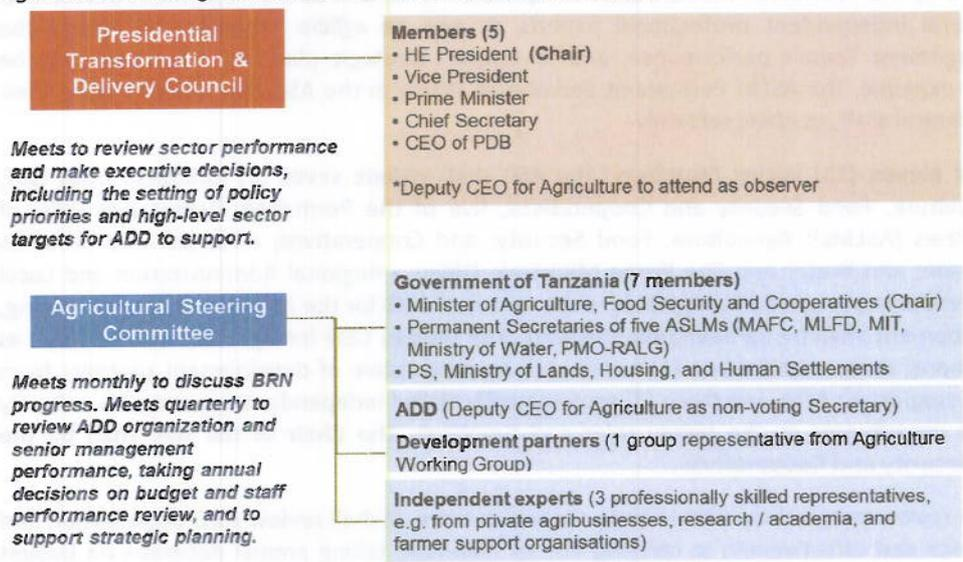 Presidential
Transformation &
Delivery Council
Meets to review sector performance
and make executive decisions,
including the setting of policy
priorities and high-level sector
targets for ADD to support.
Members (5)
• HE President (Chair)
• Vice President
• Prime Minister
• Chief Secretary
• CEO of PDB
*Deputy CEO for Agriculture to attend as observer
Agricultural Steering
Committee
Meets monthly to discuss BRN
progress. Meets quarterly to
review ADD organization and
senior management
performance, taking annual
decisions on budget and staff
performance review, and to
support strategic planning.
Government of Tanzania (7 members)
• Minister of Agriculture, Food Security and Cooperatives (Chair)
• Permanent Secretaries of five ASLMs (MAFC, MLFD, MIT,
Ministry of Water, PMO-RALG)
• PS, Ministry of Lands, Housing, and Human Settlements
ADD (Deputy CEO for Agriculture as non-voting Secretary)
Development partners (1 group representative from Agriculture
Working Group)
Independent experts (3 professionally skilled representatives,
e.g. from private agribusinesses, research / academia, and
farmer support organisations)